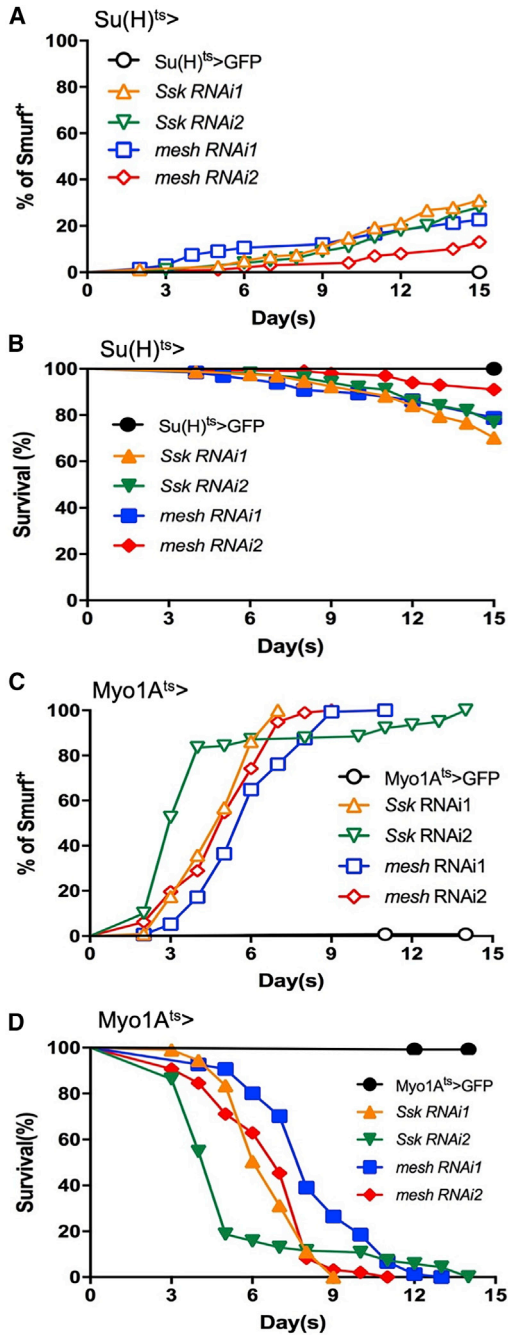 A
Su(H)ts>
100
80
60
40
20
0
% of Smurf+
Su(H)ts>GFP
Ssk RNAi1
Ssk RNAi2
mesh RNAi1
mesh RNAi2
0 3 6 9 12 15
Day(s)
B
Su(H)ts>
100
80
60
40
20
0
Survival (%)
Su(H)ts>GFP
Ssk RNAi1
Ssk RNAi2
mesh RNAi1
mesh RNAi2
0 3 6 9 12 15
Day(s)
C
Myo1Ats>
100
80
60
40
20
0
% of Smurf+
Myo1Ats>GFP
Ssk RNAi1
Ssk RNAi2
mesh RNAi1
mesh RNAi2
0 3 6 9 12 15
Day(s)
D
Myo1Ats>
100
80
60
40
20
0
Survival(%)
Myo1Ats>GFP
Ssk RNAi1
Ssk RNAi2
mesh RNAi1
mesh RNAi2
0 3 6 9 12 15
Day(s)